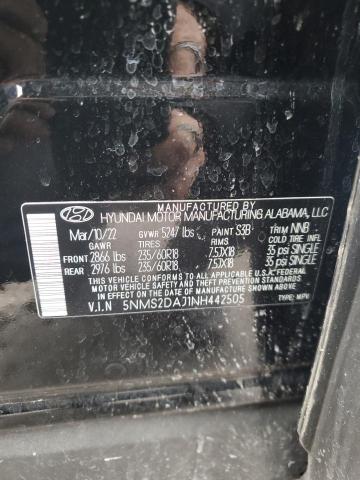 MANUFACTURED BY
HYUNDAI MOTOR MANUFACTURING ALABAMA, LLC
Mar/10/22 GVWR 5247 lbs PAINT S3B TRIM NNB
GAWR TIRES RIMS
FRONT 2866 lbs 235/60R18 7.5JX18 35 psi SINGLE
REAR 2976 lbs 235/60R18 7.5JX18 35 psi SINGLE
THIS VEHICLE CONFORMS TO ALL APPLICABLE U.S. FEDERAL
MOTOR VEHICLE SAFETY, BUMPER, AND THEFT PREVENTION
STANDARDS IN EFFECT ON THE DATE OF MANUFACTURE SHOWN ABOVE.
V.I.N 5NMS2DAJ1NH442505 TYPE: MPV